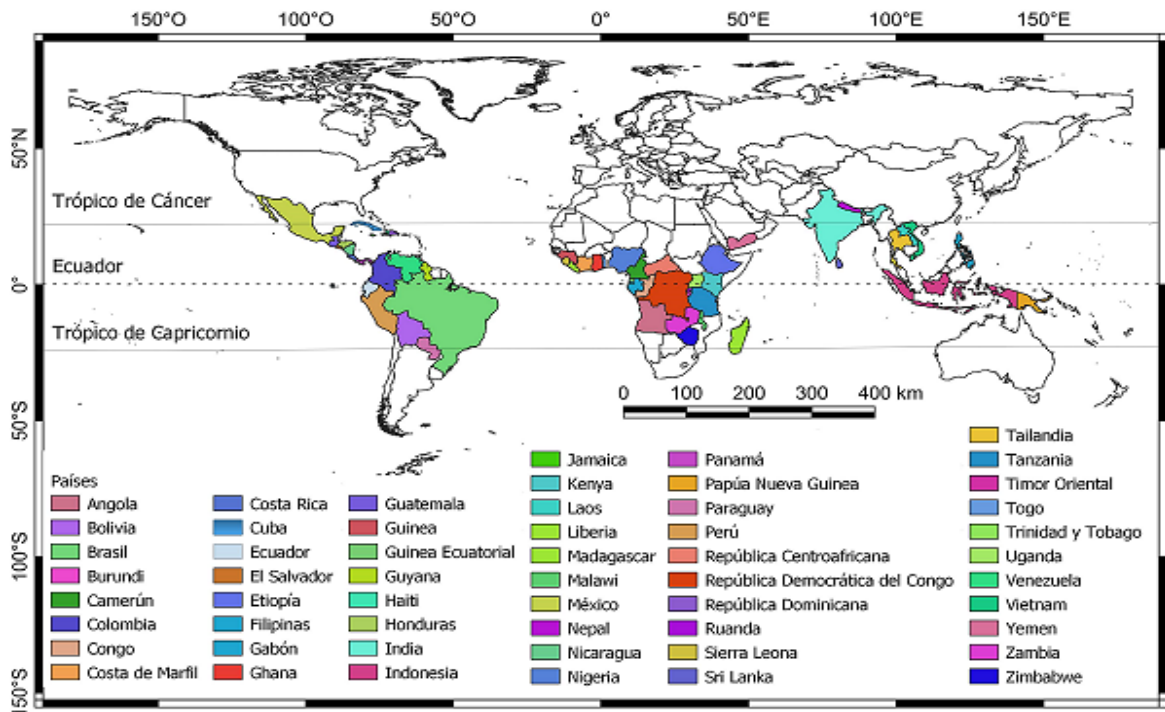 150°O 100°O 50°O 0° 50°E 100°E 150°E
50°N
Trópico de Cáncer
Ecuador
0°
Trópico de Capricornio
0 100 200 300 400 km
50°S
100°S
150°S
Países
Angola
Bolivia
Brasil
Burundi
Camerún
Colombia
Congo
Costa de Marfil
Costa Rica
Cuba
Ecuador
El Salvador
Etiopía
Filipinas
Gabón
Ghana
Guatemala
Guinea
Guinea Ecuatorial
Guyana
Haiti
Honduras
India
Indonesia
Jamaica
Kenya
Laos
Liberia
Madagascar
Malawi
México
Nepal
Nicaragua
Nigeria
Panamá
Papúa Nueva Guinea
Paraguay
Perú
República Centroafricana
República Democrática del Congo
República Dominicana
Ruanda
Sierra Leona
Sri Lanka
Tailandia
Tanzania
Timor Oriental
Togo
Trinidad y Tobago
Uganda
Venezuela
Vietnam
Yemen
Zambia
Zimbabwe